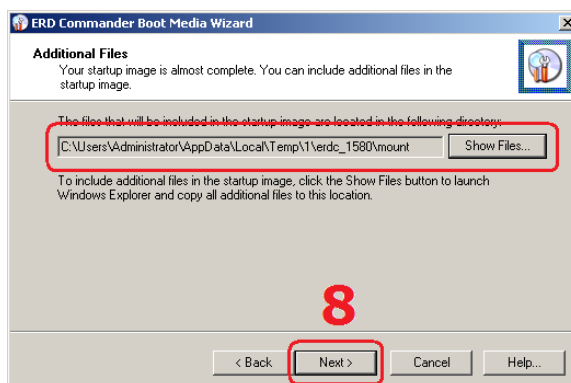 ERD Commander Boot Media Wizard
Additional Files
Your startup image is almost complete. You can include additional files in the
startup image.
The files that will be included in the startup image are located in the following directory:
C:\Users\Administrator\AppData\Local\Temp\1\erdc_1580\mount
Show Files...
To include additional files in the startup image, click the Show Files button to launch
Windows Explorer and copy all additional files to this location.
8
< Back
Next >
Cancel
Help...